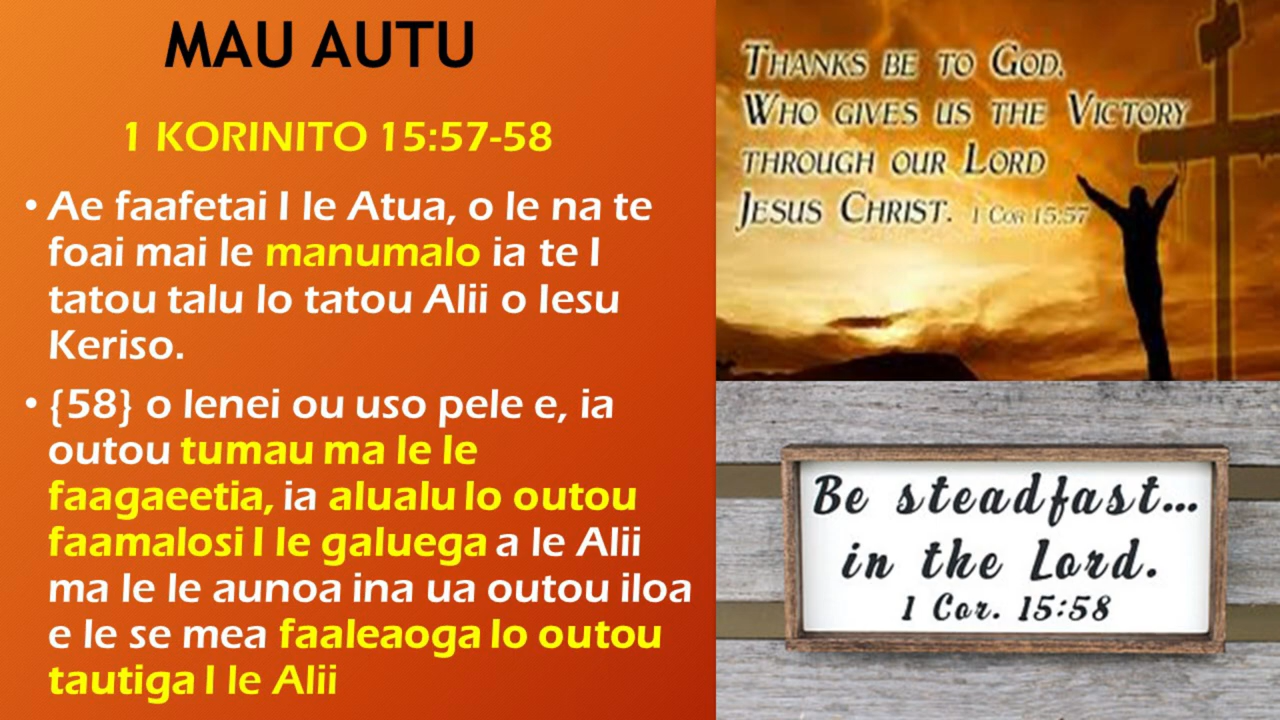 MAU AUTU
1 KORINITO 15:57-58
• Ae faafetai I le Atua, o le na te
foai mai le manumalo ia te I
tatou talu lo tatou Alii o Iesu
Keriso.
• {58} o lenei ou uso pele e, ia
outou tumau ma le le
faagaeetia, ia alualu lo outou
faamalosi I le galuega a le Alii
ma le le aunoa ina ua outou iloa
e le se mea faaleaoga lo outou
tautiga I le Alii
THANKS BE TO GOD.
WHO GIVES US THE VICTORY
THROUGH OUR LORD
JESUS CHRIST. 1 COR 15:57
Be steadfast...
in the Lord.
1 Cor. 15:58